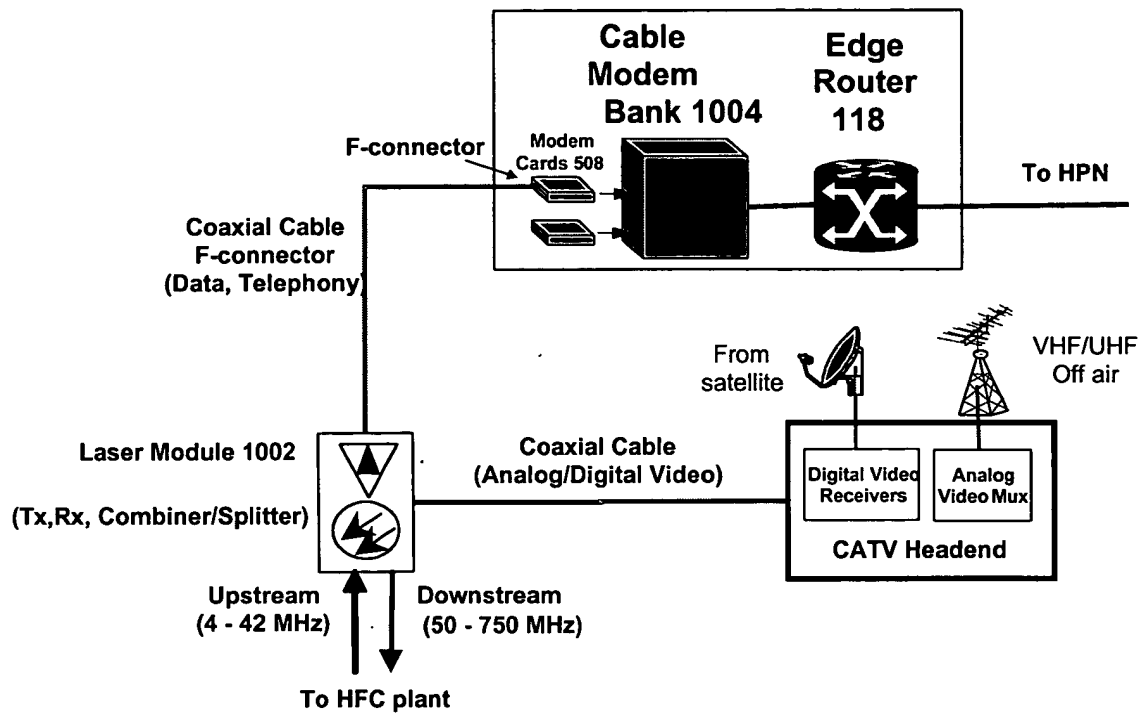 Cable
Modem
Bank 1004
Edge
Router
118
F-connector
Modem
Cards 508
To HPN
Coaxial Cable
F-connector
(Data, Telephony)
From
satellite
VHF/UHF
Off air
Laser Module 1002
(Tx,Rx, Combiner/Splitter)
Coaxial Cable
(Analog/Digital Video)
Digital Video
Receivers
Analog
Video Mux
CATV Headend
Upstream
(4 - 42 MHz)
Downstream
(50 - 750 MHz)
To HFC plant